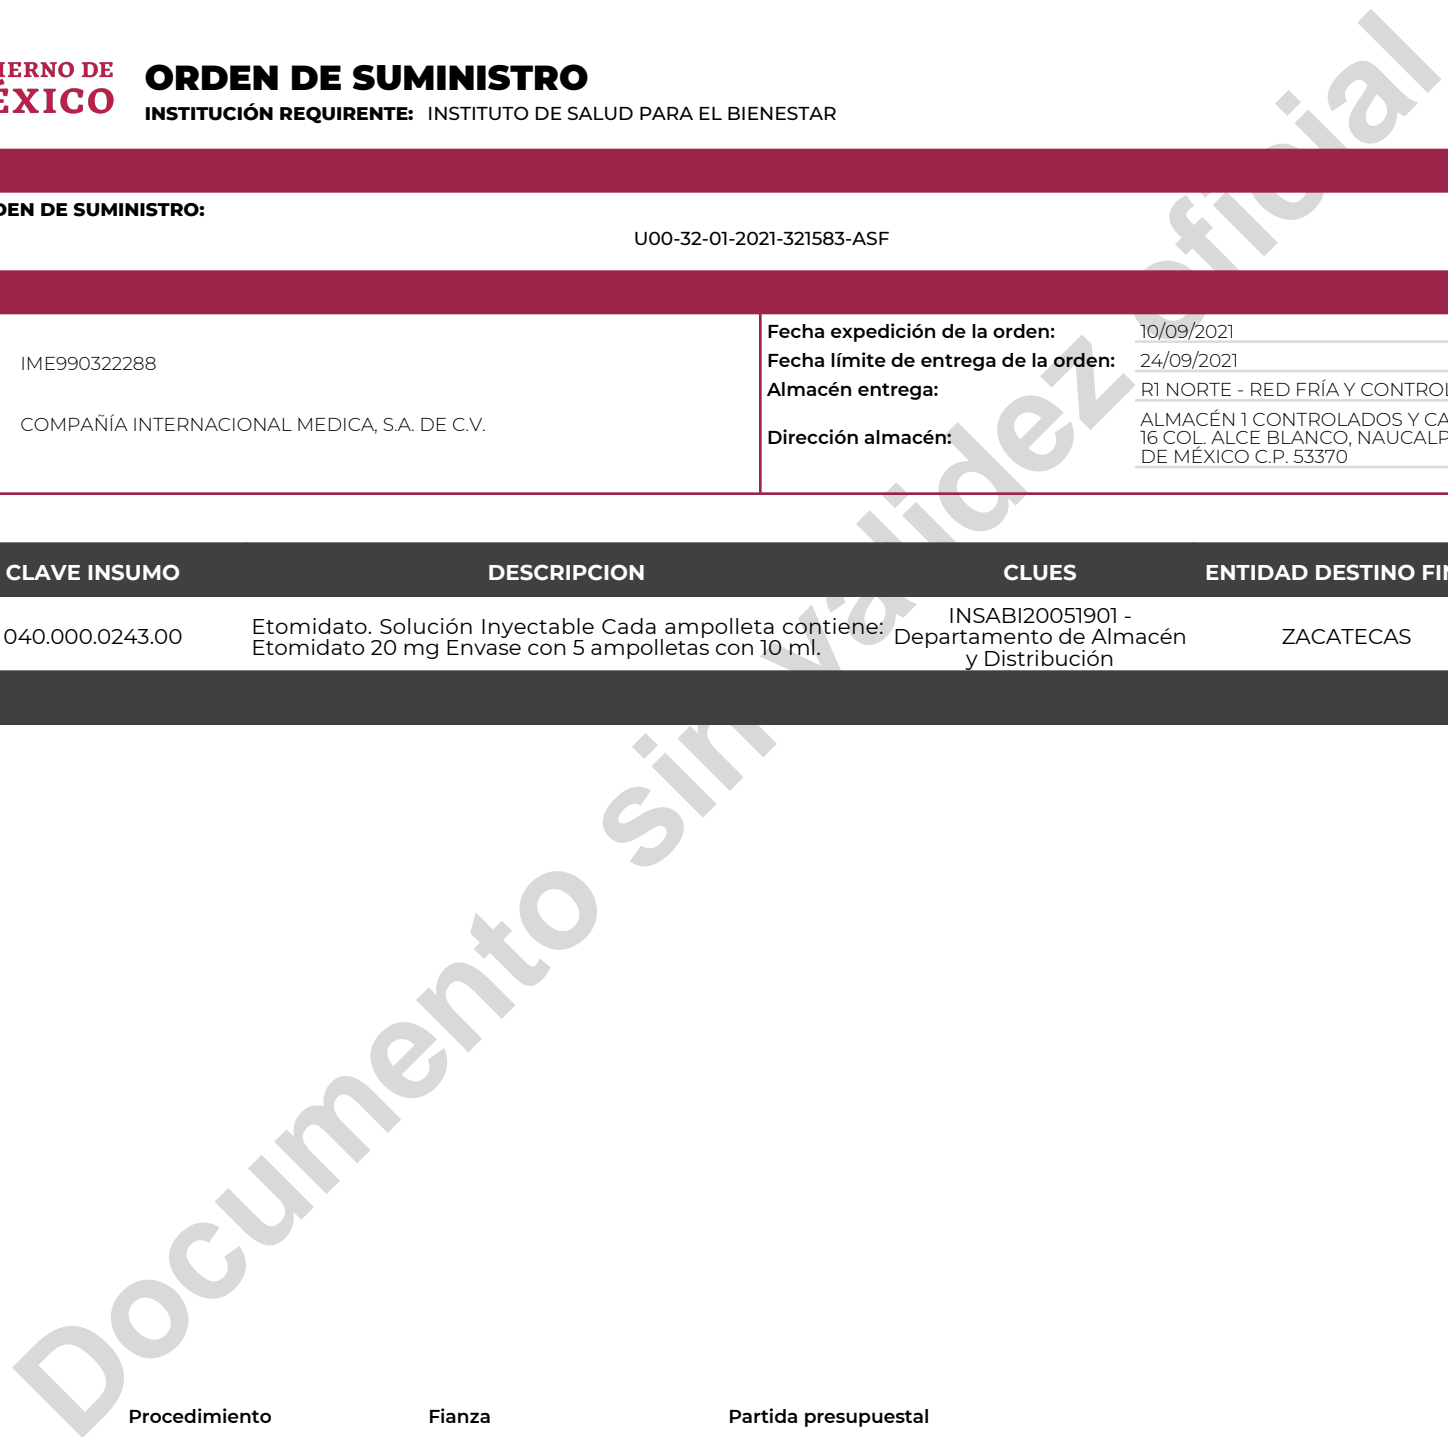 IERNO DE
ÉXICO
ORDEN DE SUMINISTRO
INSTITUCIÓN REQUIRENTE: INSTITUTO DE SALUD PARA EL BIENESTAR
DEN DE SUMINISTRO:
U00-32-01-2021-321583-ASF
IME990322288
COMPAÑÍA INTERNACIONAL MEDICA, S.A. DE C.V.
Fecha expedición de la orden: 10/09/2021
Fecha límite de entrega de la orden: 24/09/2021
Almacén entrega: R1 NORTE - RED FRÍA Y CONTROL
Dirección almacén: ALMACÉN 1 CONTROLADOS Y CA
16 COL. ALCE BLANCO, NAUCALP
DE MÉXICO C.P. 53370
CLAVE INSUMO DESCRIPCION CLUES ENTIDAD DESTINO FIN
040.000.0243.00
Etomidato. Solución Inyectable Cada ampolleta contiene:
Etomidato 20 mg Envase con 5 ampolletas con 10 ml.
INSABI20051901 -
Departamento de Almacén
y Distribución
ZACATECAS
Documento sin validez oficial
Procedimiento Fianza Partida presupuestal